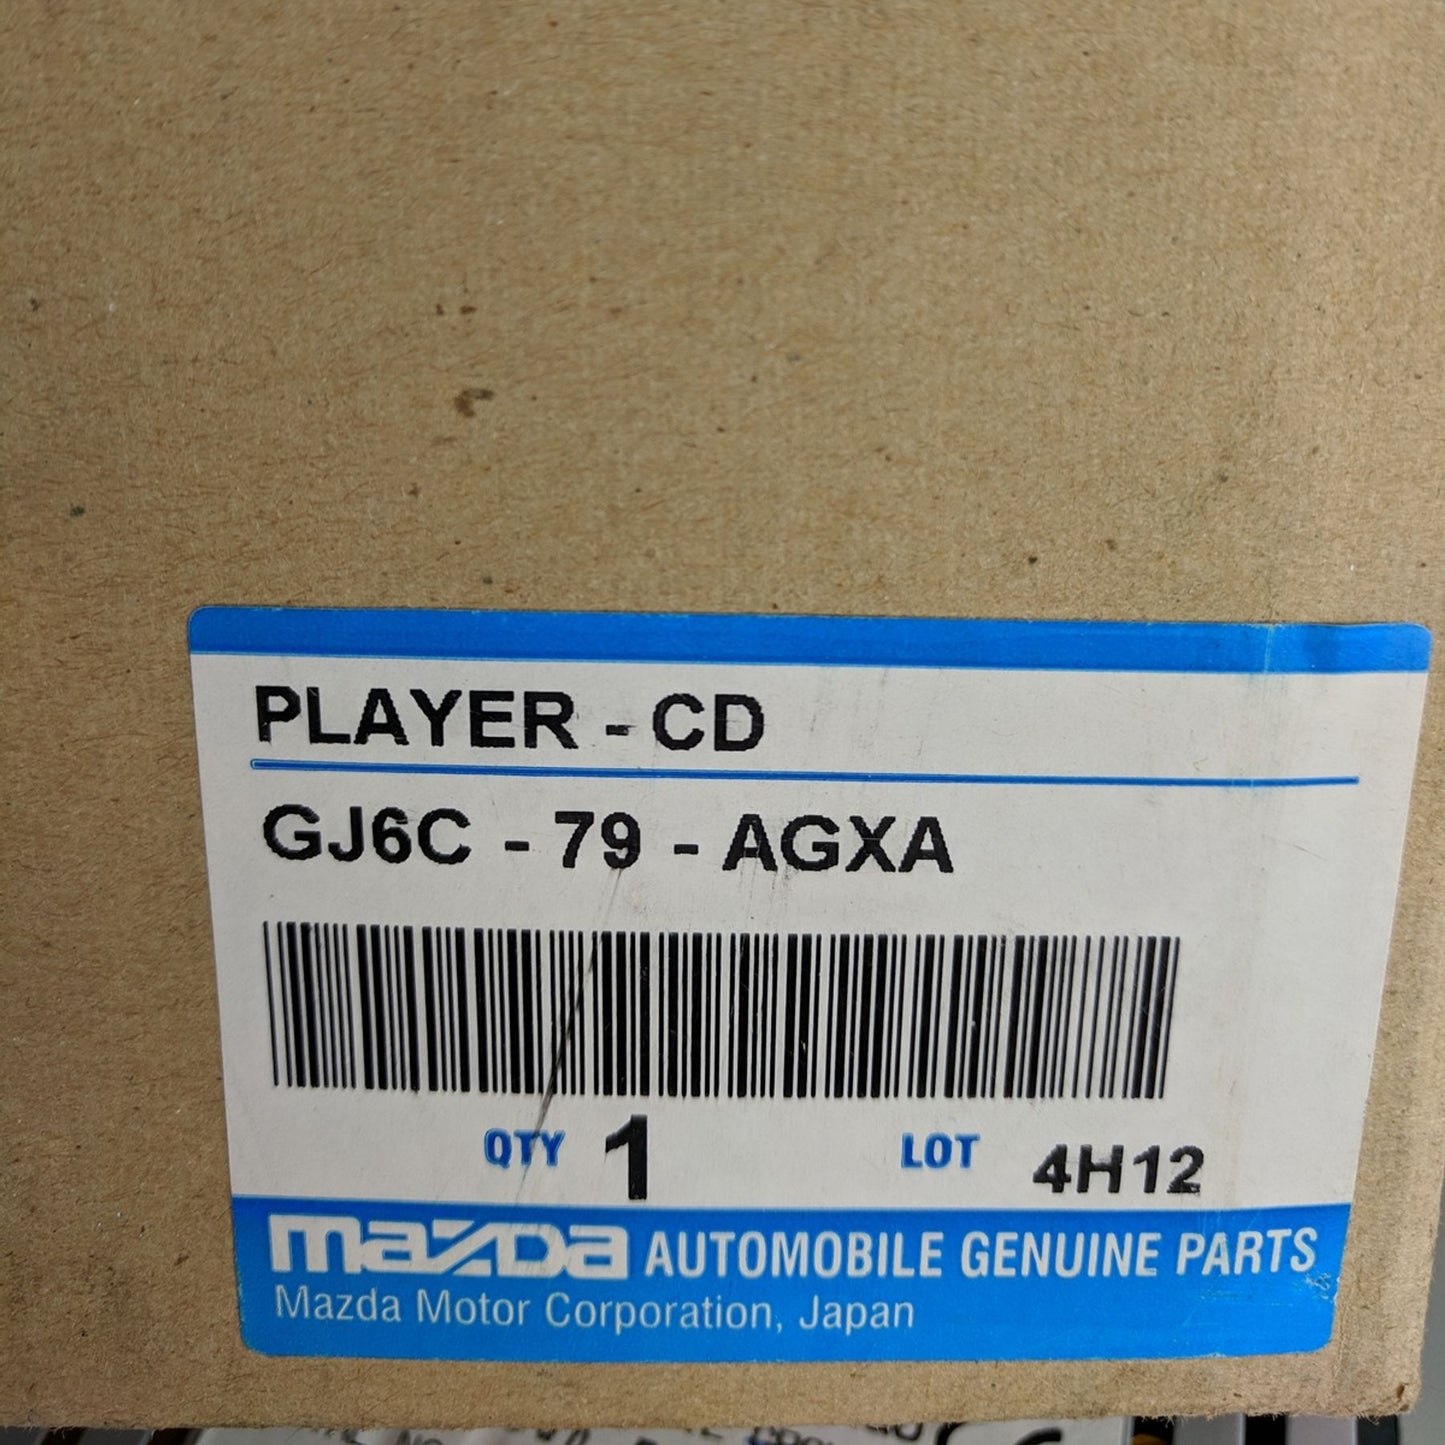 PLAYER - CD
GJ6C - 79 - AGXA
QTY 1 LOT 4H12
mazda AUTOMOBILE GENUINE PARTS
Mazda Motor Corporation, Japan